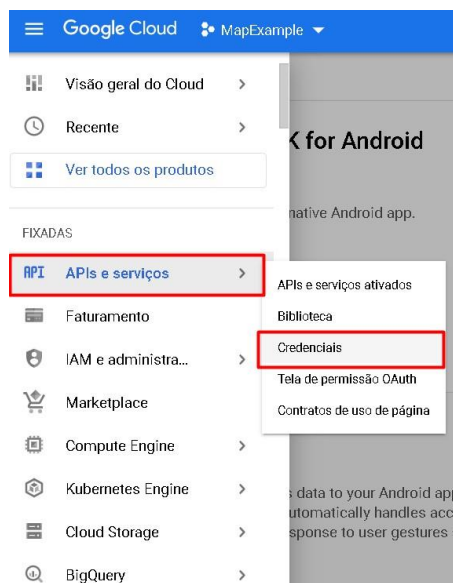 Google Cloud MapExample
Visão geral do Cloud
Recente
Ver todos os produtos
K for Android
native Android app.
FIXADAS
API APIs e serviços
Faturamento
IAM e administra...
Marketplace
Compute Engine
Kubernetes Engine
Cloud Storage
BigQuery
APIs e serviços ativados
Biblioteca
Credenciais
Tela de permissão OAuth
Contratos de uso de página
s data to your Android ap
utomatically handles acc
sponse to user gestures